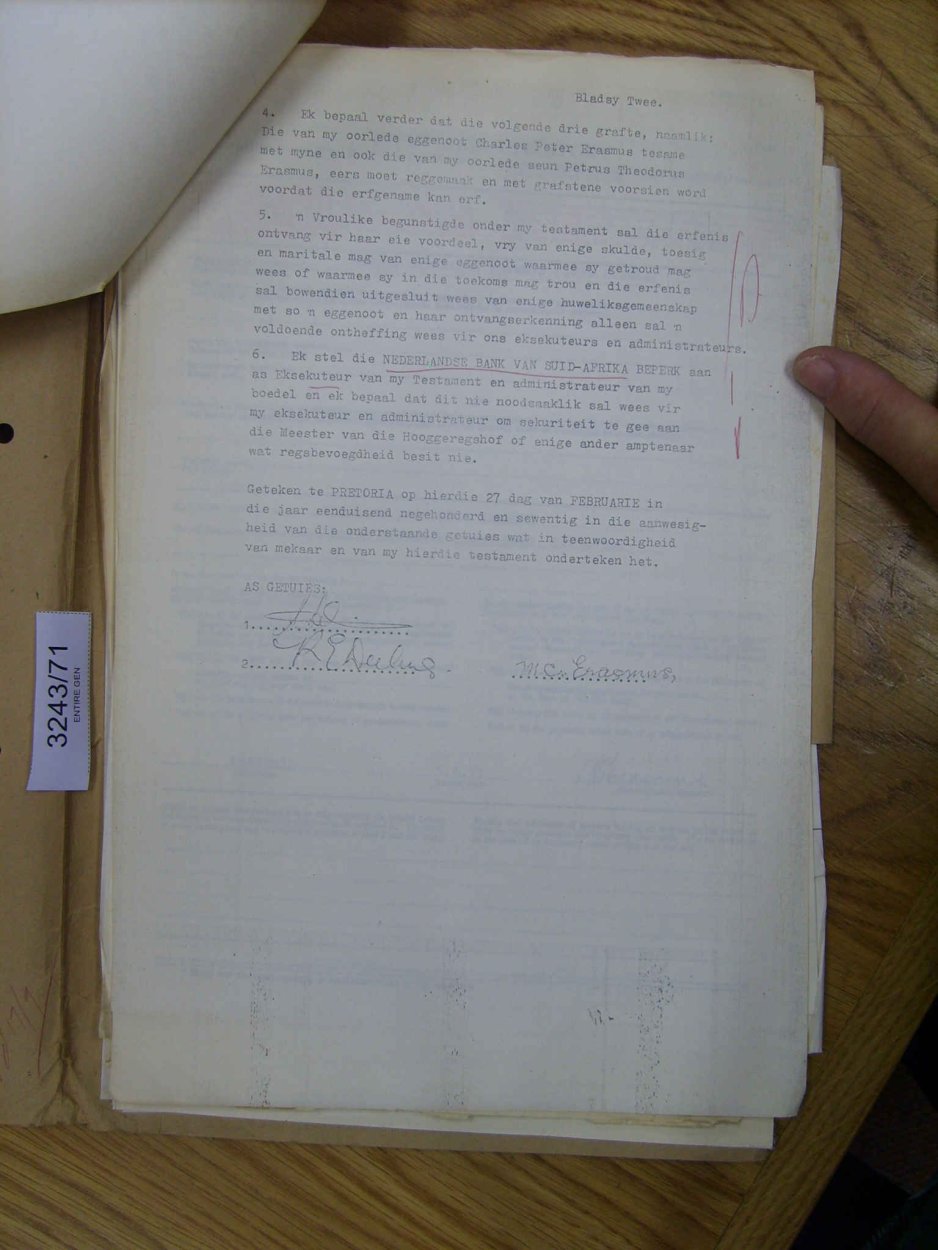 Bladsy Twee.
4. Ek bepaal verder dat die volgende drie grafte, naamlik:
Die van my oorlede eggenoot Charles Peter Erasmus tesame
met myne en ook die van my oorlede seun Petrus Theodorus
Erasmus, eers moet reggemaak en met grafstene voorsien word
voordat die erfgename kan erf.
5. 'n Vroulike begunstigde onder my testament sal die erfenis
ontvang vir haar eie voordeel, vry van enige skulde, toesig
en maritale mag van enige eggenoot waarmee sy getroud mag
wees of waarmee sy in die toekoms mag trou en die erfenis
sal bowendien uitgesluit wees van enige huweliksgemeenskap
met so 'n eggenoot en haar ontvangserkenning alleen sal 'n
voldoende ontheffing wees vir ons eksekuteurs en administrateurs.
6. Ek stel die NEDERLANDSE BANK VAN SUID-AFRIKA BEPERK aan
as Eksekuteur van my Testament en administrateur van my
boedel en ek bepaal dat dit nie noodsaaklik sal wees vir
my eksekuteur en administrateur om sekuriteit te gee aan
die Meester van die Hooggeregshof of enige ander amptenaar
wat regsbevoegdheid besit nie.
Geteken te PRETORIA op hierdie 27 dag van FEBRUARIE in
die jaar eenduisend negehonderd en sewentig in die aanwesig-
heid van die onderstaande getuies wat in teenwoordigheid
van mekaar en van my hierdie testament onderteken het.
AS GETUIES:
1.
2.
M C. Erasmus,
3243/71
ENTIRE GEN